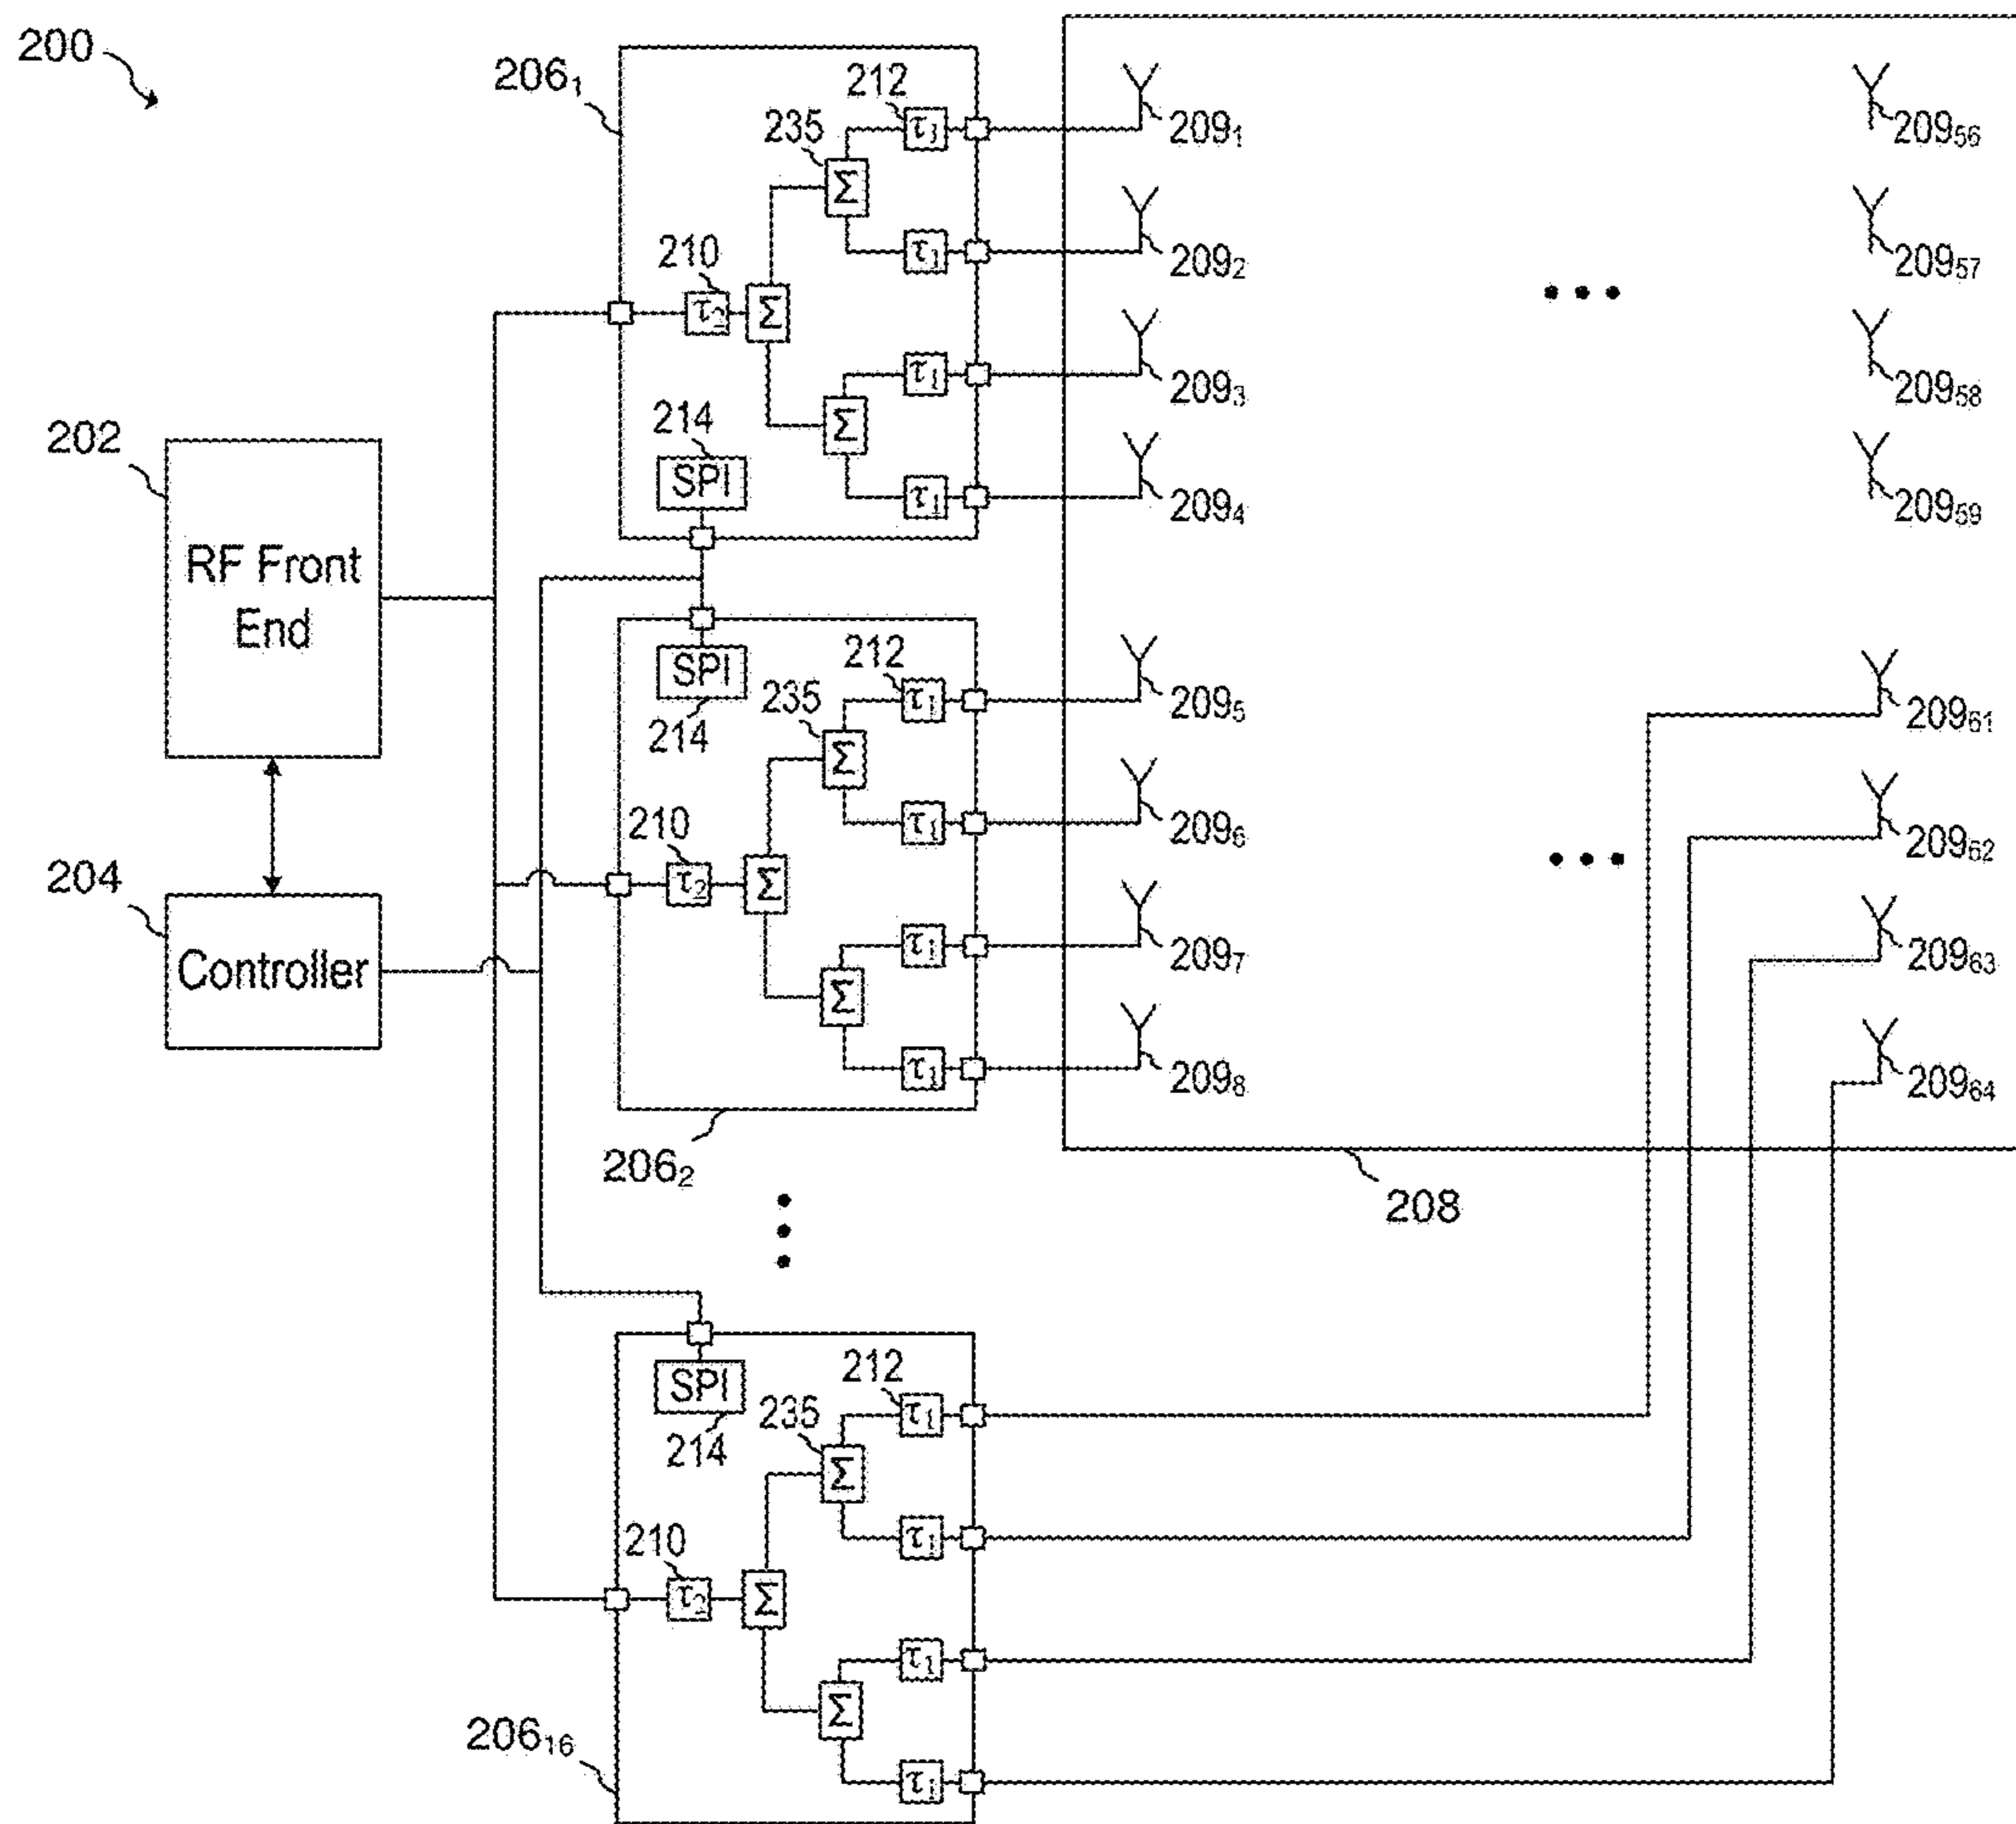 200
206₁
212
235
τ₁
209₁
209₅₆
Σ
τ₁
209₂
209₅₇
210
τ₂
Σ
τ₁
209₃
209₅₈
Σ
214
SPI
τ₁
209₄
209₅₉
202
RF Front
End
SPI
214
212
235
τ₁
209₅
209₆₁
Σ
τ₁
209₆
209₆₂
210
τ₂
Σ
204
Controller
τ₁
209₇
209₆₃
Σ
τ₁
209₈
209₆₄
206₂
208
SPI
214
212
235
τ₁
Σ
τ₁
210
τ₂
Σ
τ₁
Σ
206₁₆
τ₁